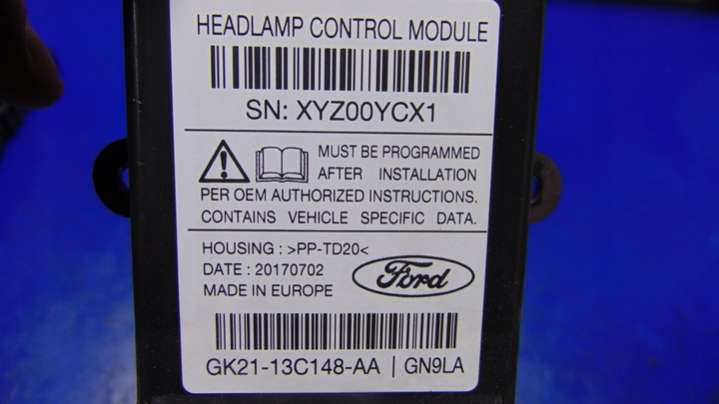 HEADLAMP CONTROL MODULE
SN: XYZ00YCX1
MUST BE PROGRAMMED
AFTER INSTALLATION
PER OEM AUTHORIZED INSTRUCTIONS.
CONTAINS VEHICLE SPECIFIC DATA.
HOUSING : >PP-TD20<
DATE : 20170702
MADE IN EUROPE
Ford
GK21-13C148-AA | GN9LA